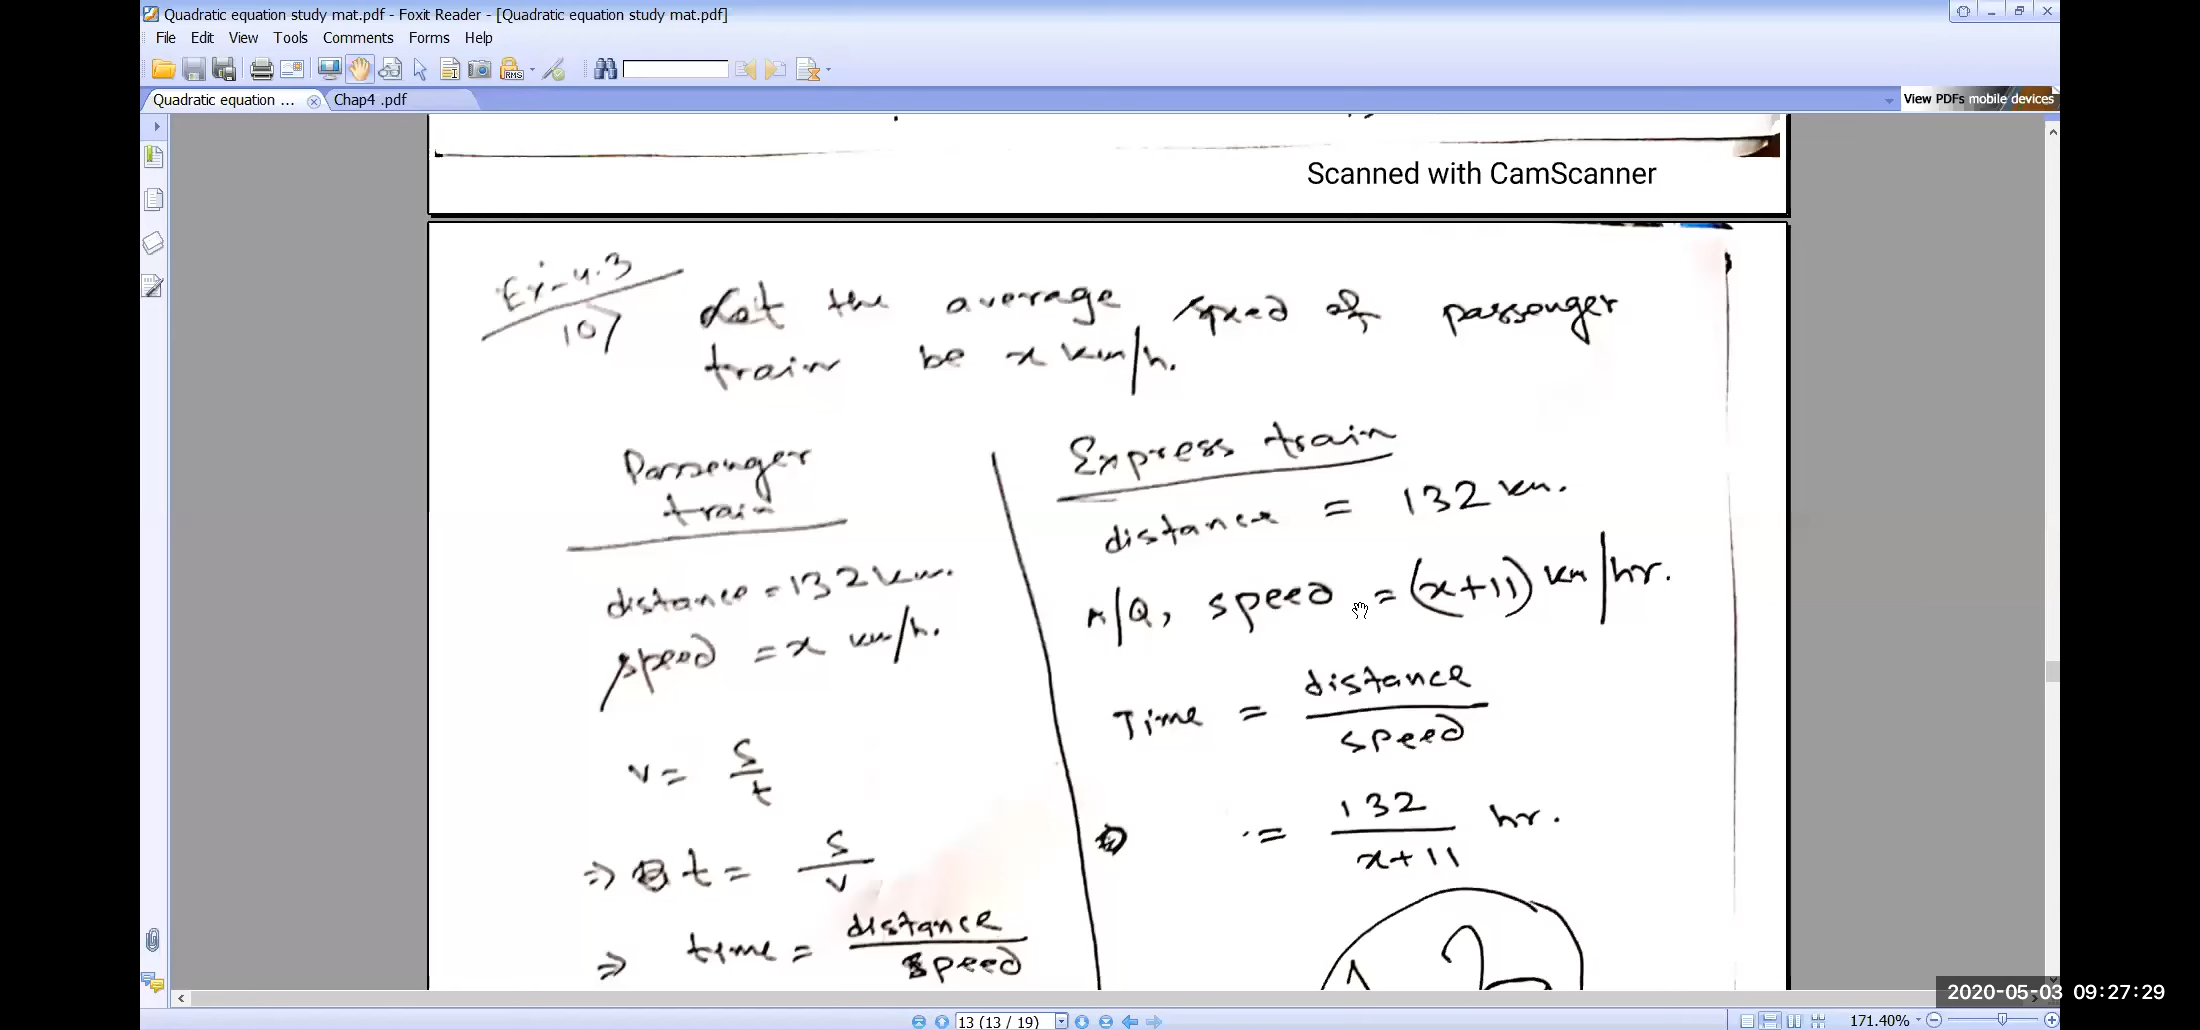 Quadratic equation study mat.pdf - Foxit Reader - [Quadratic equation study mat.pdf]
File Edit View Tools Comments Forms Help
Quadratic equation ... Chap4 .pdf
View PDFs mobile devices
Scanned with CamScanner
Ex-4.3
10/
Let the average speed of passenger
train be x km/h.
Passenger
train
distance = 132 km.
speed = x km/h.
v = s/t
⇒ t = s/v
⇒ time = distance/speed
Express train
distance = 132 km.
A/Q, speed = (x+11) km/hr.
Time = distance/speed
= 132/x+11 hr.
2020-05-03 09:27:29
13 (13 / 19)
171.40%